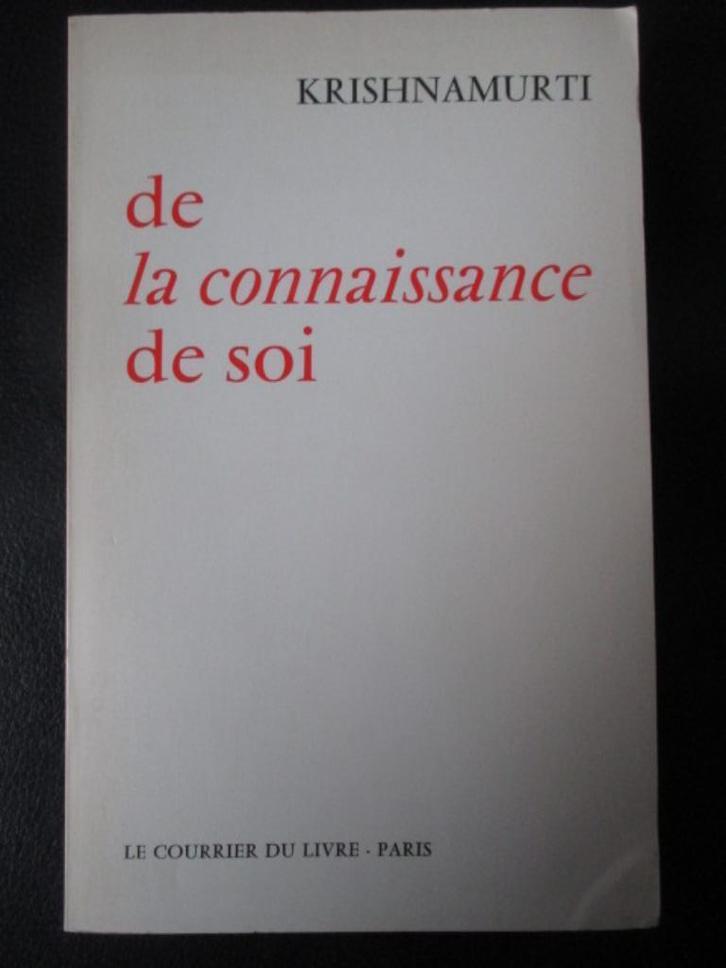 KRISHNAMURTI
de
la connaissance
de soi
LE COURRIER DU LIVRE · PARIS